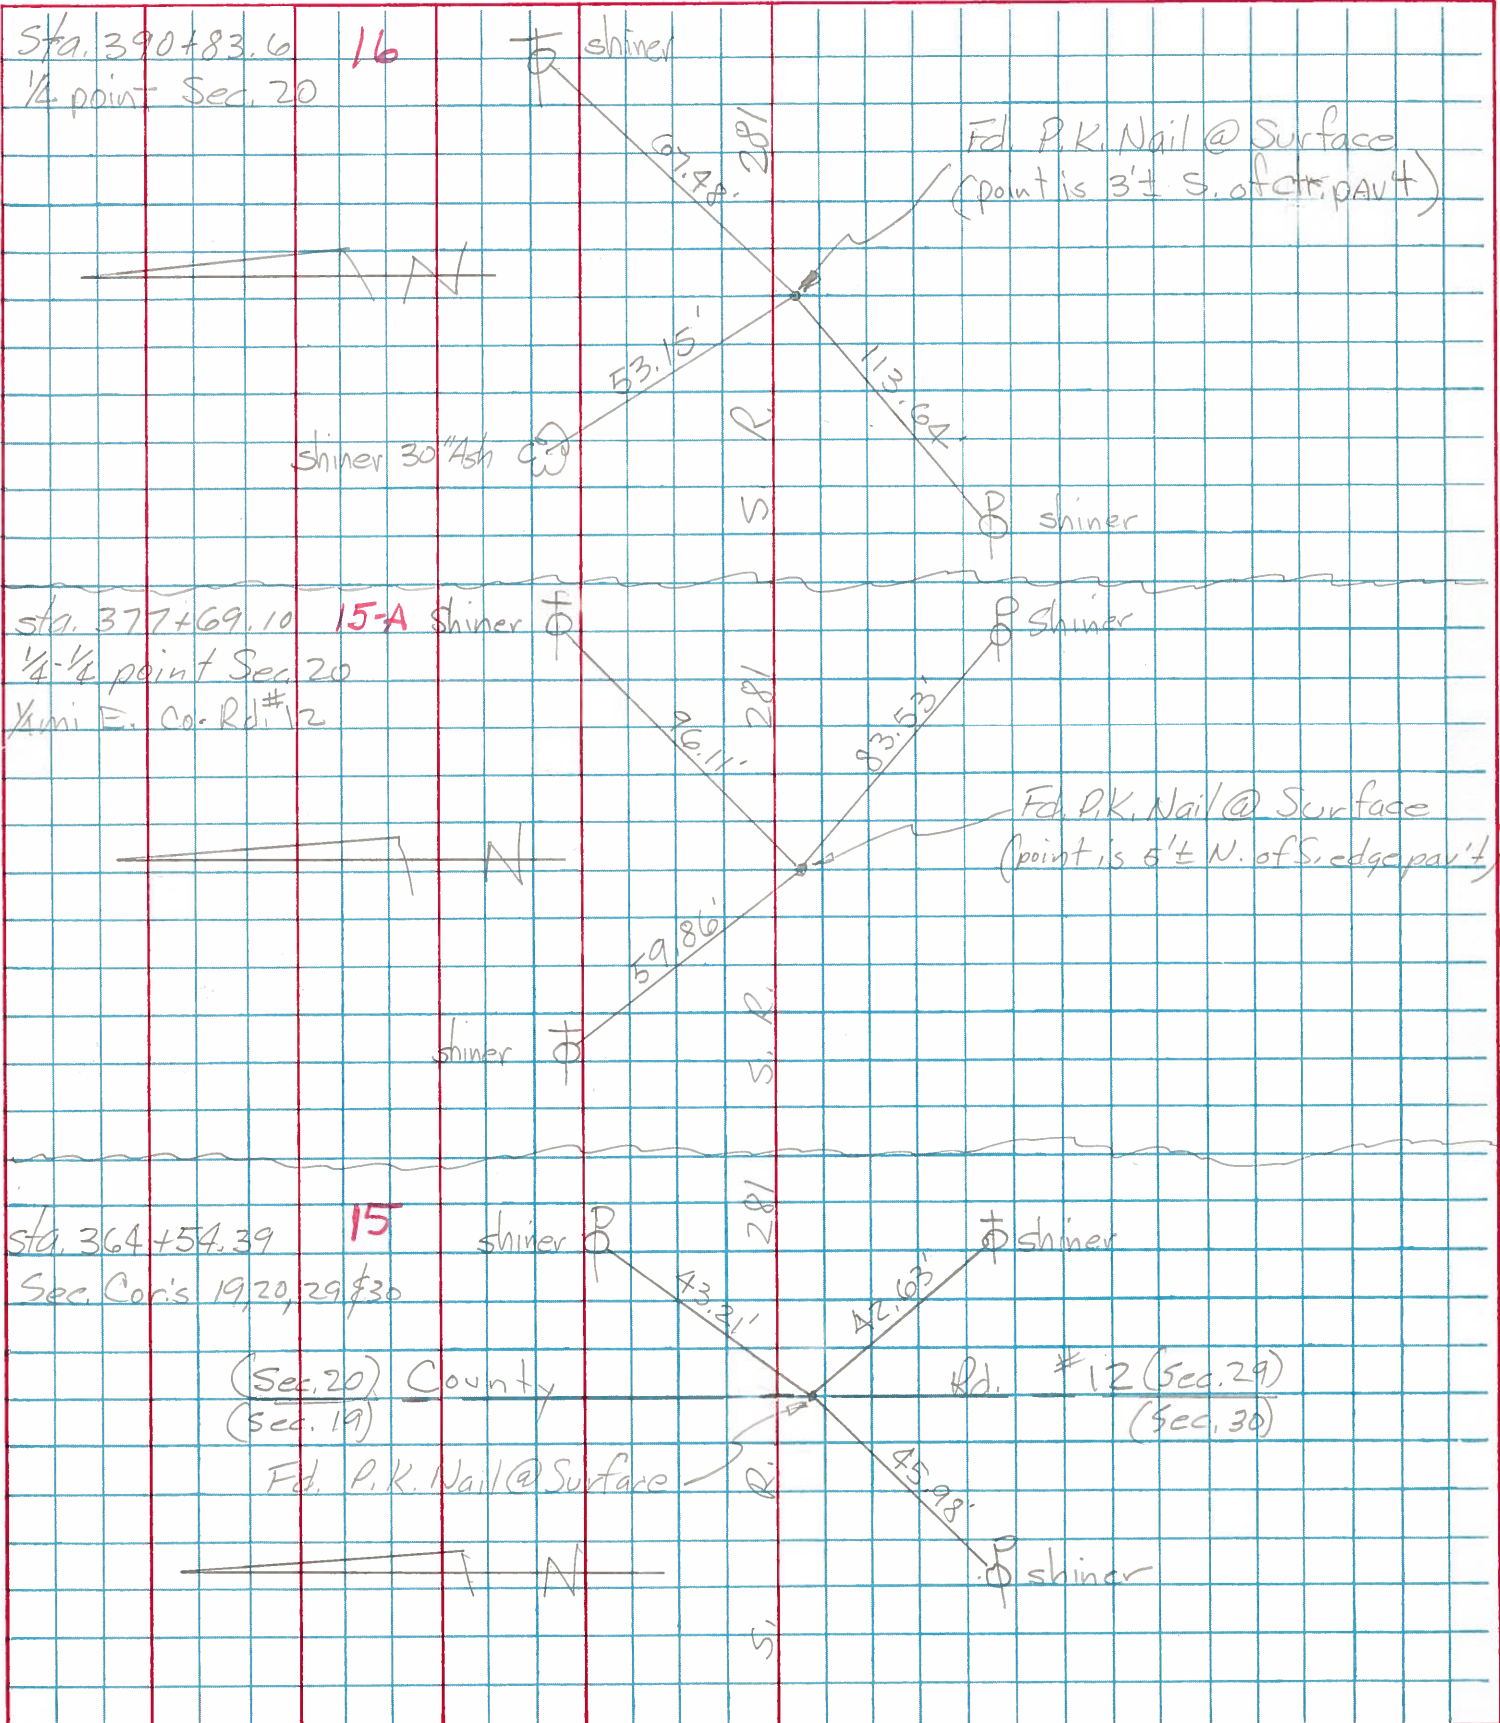 Sta. 390+83.6 16 shiner
1/4 point Sec. 20
67.48'
281
Fd. P.K. Nail @ Surface
(point is 3'± S. of ctr. pAv't)
N
53.15'
113.64'
shiner 30"Ash
S. R.
shiner
sta. 377+69.10 15-A shiner
shiner
1/4-1/4 point Sec. 20
1/4 mi E. Co. Rd. #12
281
96.11'
83.53'
Fd. P.K. Nail @ Surface
(point is 5'± N. of S. edge pav't)
N
59.86'
shiner
S. R.
sta. 364+54.39 15 shiner
281
shiner
Sec. Cor's 19,20,29 & 30
43.21'
42.63'
(Sec. 20) County Rd. #12 (Sec. 29)
(Sec. 19) (Sec. 30)
Fd. P.K. Nail @ Surface
S. R.
45.98'
N
shiner